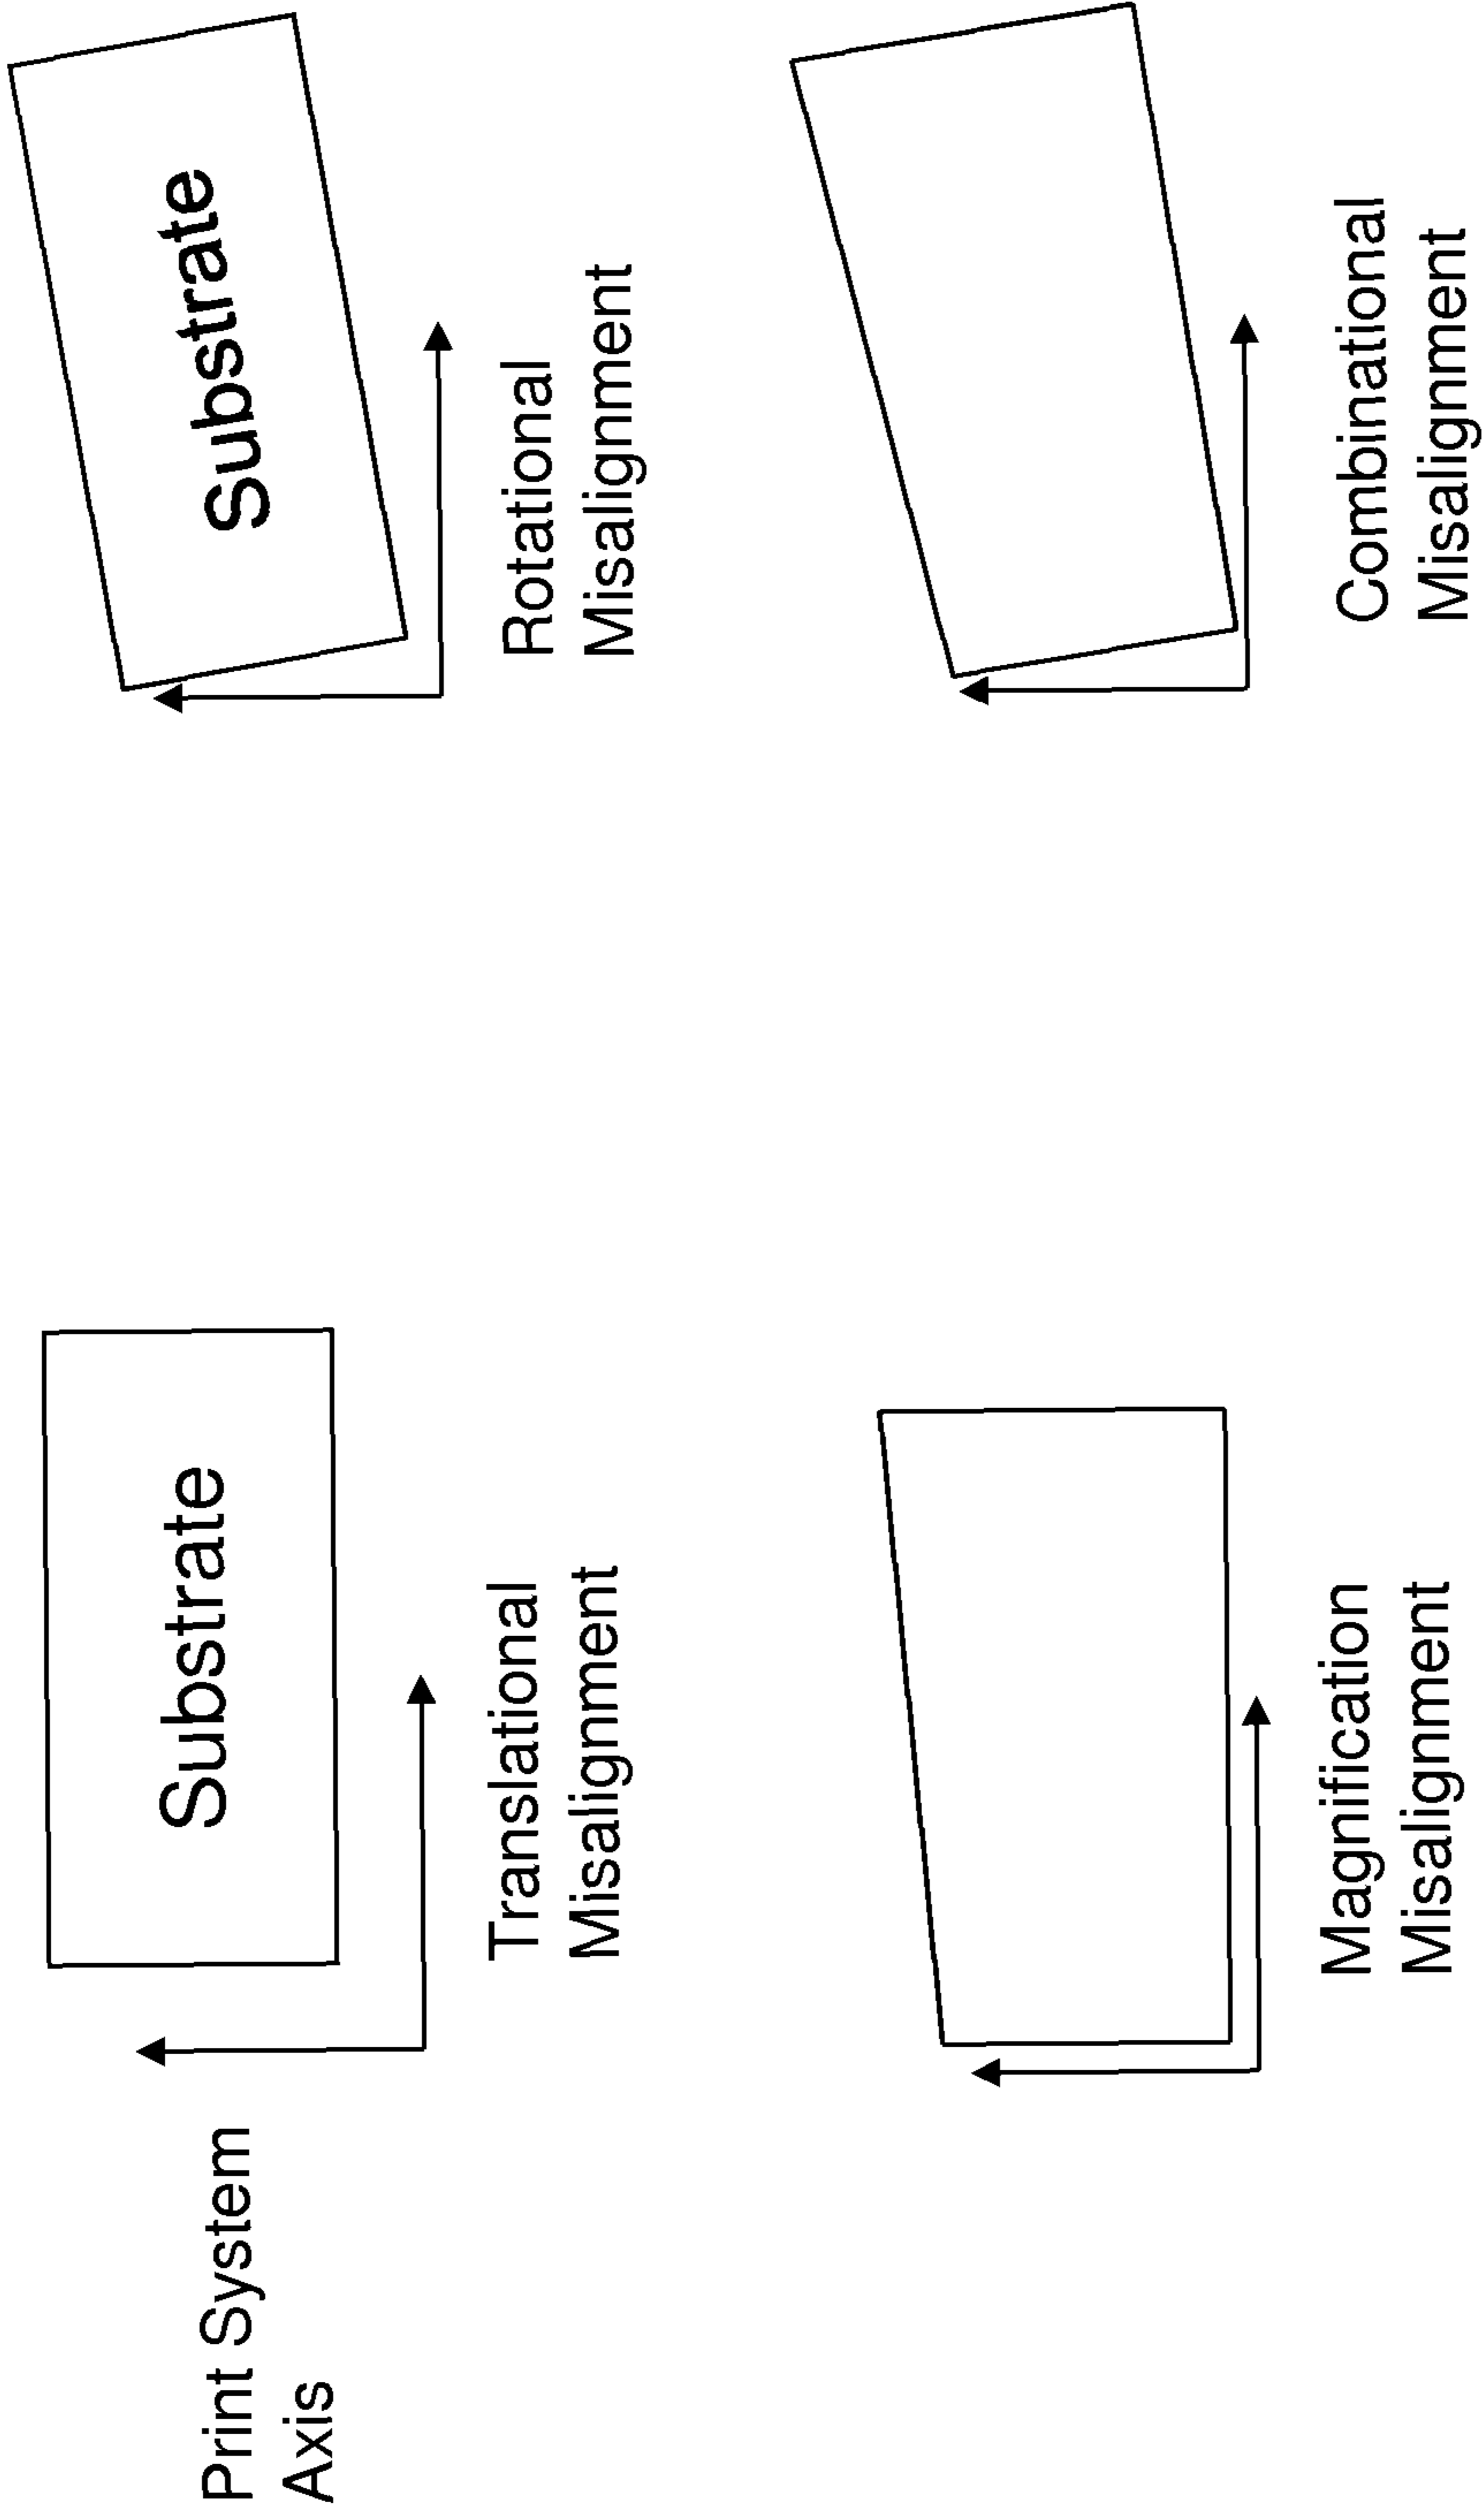 Print System
Axis
Substrate
Translational
Misalignment
Substrate
Rotational
Misalignment
Magnification
Misalignment
Combinational
Misalignment